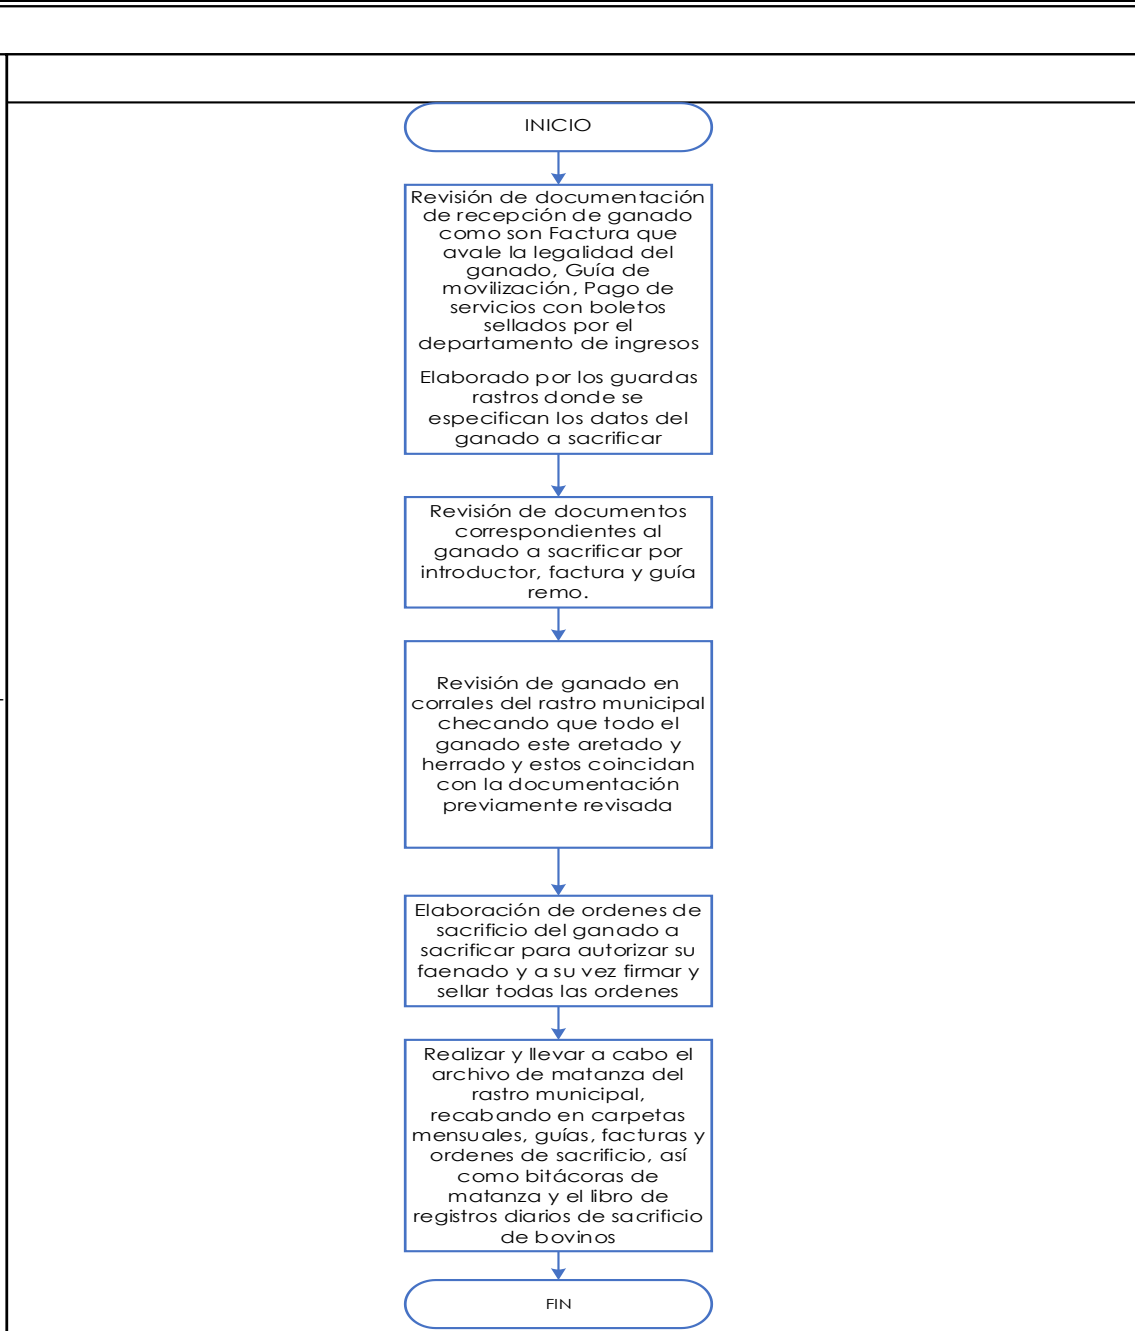 INICIO
Revisión de documentación
de recepción de ganado
como son Factura que
avale la legalidad del
ganado, Guía de
movilización, Pago de
servicios con boletos
sellados por el
departamento de ingresos
Elaborado por los guardas
rastros donde se
especifican los datos del
ganado a sacrificar
Revisión de documentos
correspondientes al
ganado a sacrificar por
introductor, factura y guía
remo.
Revisión de ganado en
corrales del rastro municipal
checando que todo el
ganado este aretado y
herrado y estos coincidan
con la documentación
previamente revisada
Elaboración de ordenes de
sacrificio del ganado a
sacrificar para autorizar su
faenado y a su vez firmar y
sellar todas las ordenes
Realizar y llevar a cabo el
archivo de matanza del
rastro municipal,
recabando en carpetas
mensuales, guías, facturas y
ordenes de sacrificio, así
como bitácoras de
matanza y el libro de
registros diarios de sacrificio
de bovinos
FIN